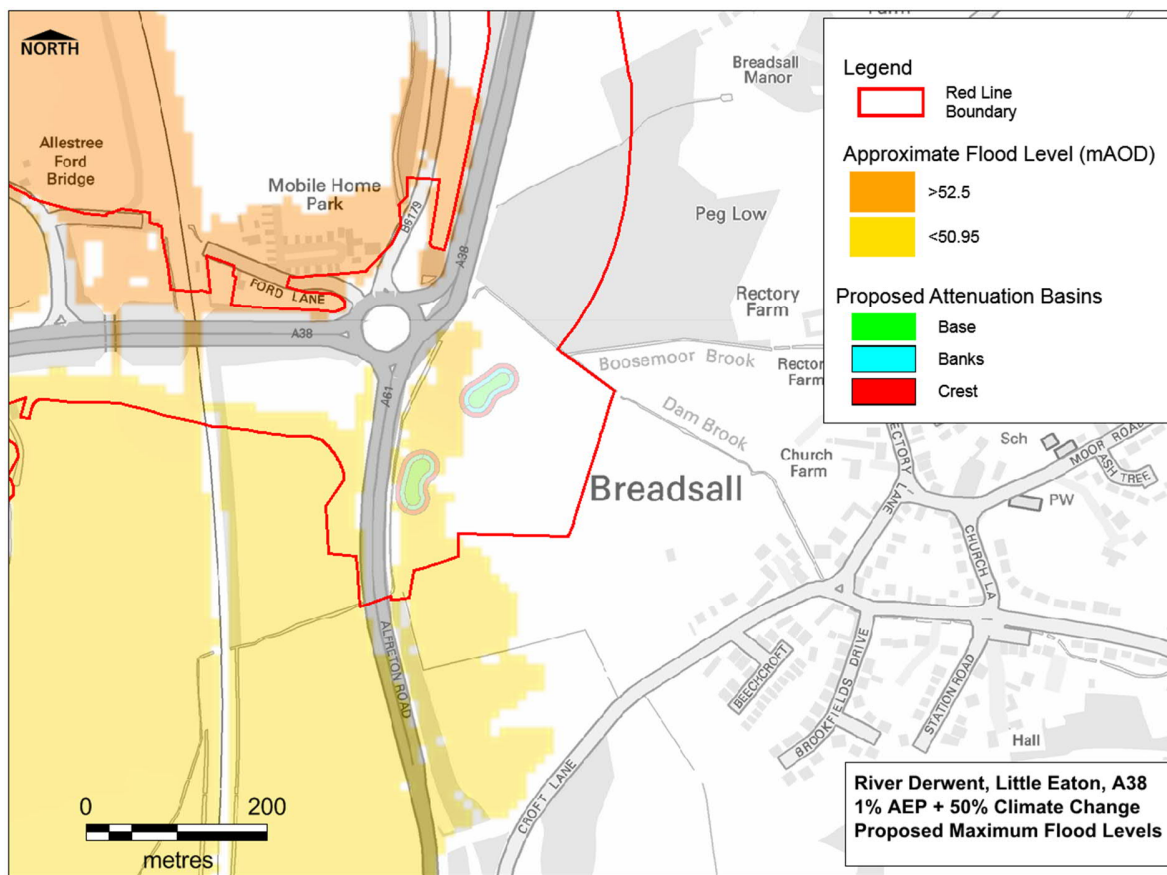 NORTH
Allestree
Ford
Bridge
Mobile Home
Park
B6179
A38
FORD LANE
A38
A61
Breadsall
Manor
Farm
Peg Low
Rectory
Farm
Boosemoor Brook
Rector
Farm
Dam Brook
Church
Farm
Breadsall
ECTORY LANE
Sch
MOOR ROAD
ASH TREE
PW
CHURCH LA
ALFRETON ROAD
BEECHCROFT
BROOKFIELDS DRIVE
STATION ROAD
CROFT LANE
Hall
0 200
metres
Legend
Red Line
Boundary
Approximate Flood Level (mAOD)
>52.5
<50.95
Proposed Attenuation Basins
Base
Banks
Crest
River Derwent, Little Eaton, A38
1% AEP + 50% Climate Change
Proposed Maximum Flood Levels